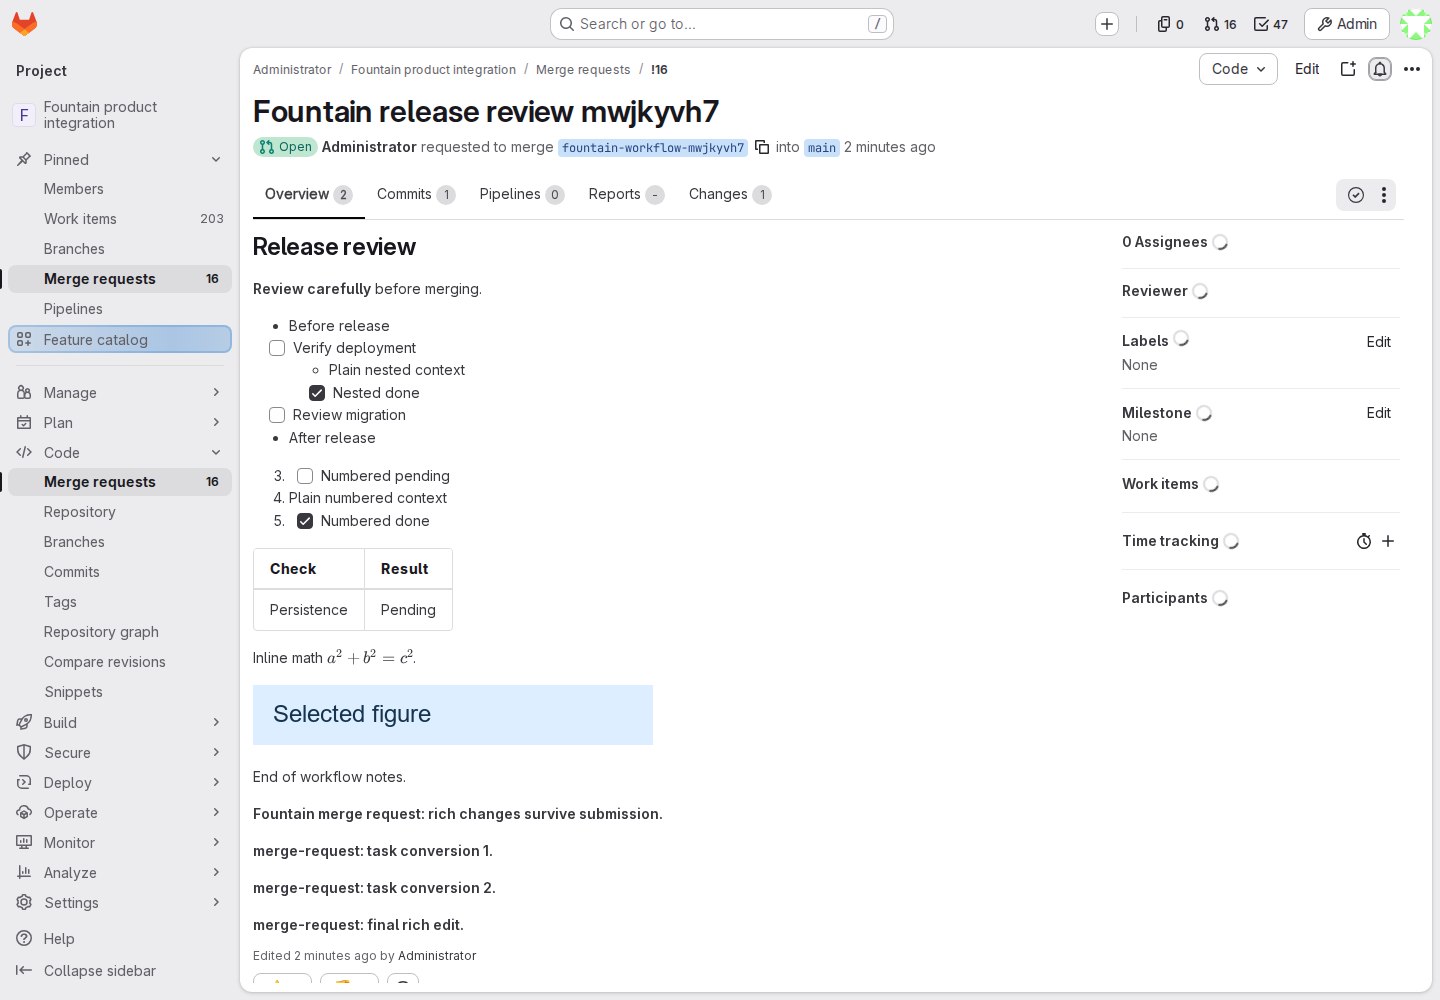 Search or go to...
/
0
16
47
Admin
Project
F
Fountain product integration
Pinned
Members
Work items 203
Branches
Merge requests 16
Pipelines
Feature catalog
Manage
Plan
Code
Merge requests 16
Repository
Branches
Commits
Tags
Repository graph
Compare revisions
Snippets
Build
Secure
Deploy
Operate
Monitor
Analyze
Settings
Help
Collapse sidebar
Administrator / Fountain product integration / Merge requests / !16
Code
Edit
Fountain release review mwjkyvh7
Open Administrator requested to merge fountain-workflow-mwjkyvh7 into main 2 minutes ago
Overview 2
Commits 1
Pipelines 0
Reports -
Changes 1
Release review
Review carefully before merging.
Before release
Verify deployment
Plain nested context
Nested done
Review migration
After release
3. Numbered pending
4. Plain numbered context
5. Numbered done
Check Result
Persistence Pending
Inline math a² + b² = c².
Selected figure
End of workflow notes.
Fountain merge request: rich changes survive submission.
merge-request: task conversion 1.
merge-request: task conversion 2.
merge-request: final rich edit.
Edited 2 minutes ago by Administrator
0 Assignees
Reviewer
Labels Edit
None
Milestone Edit
None
Work items
Time tracking
Participants